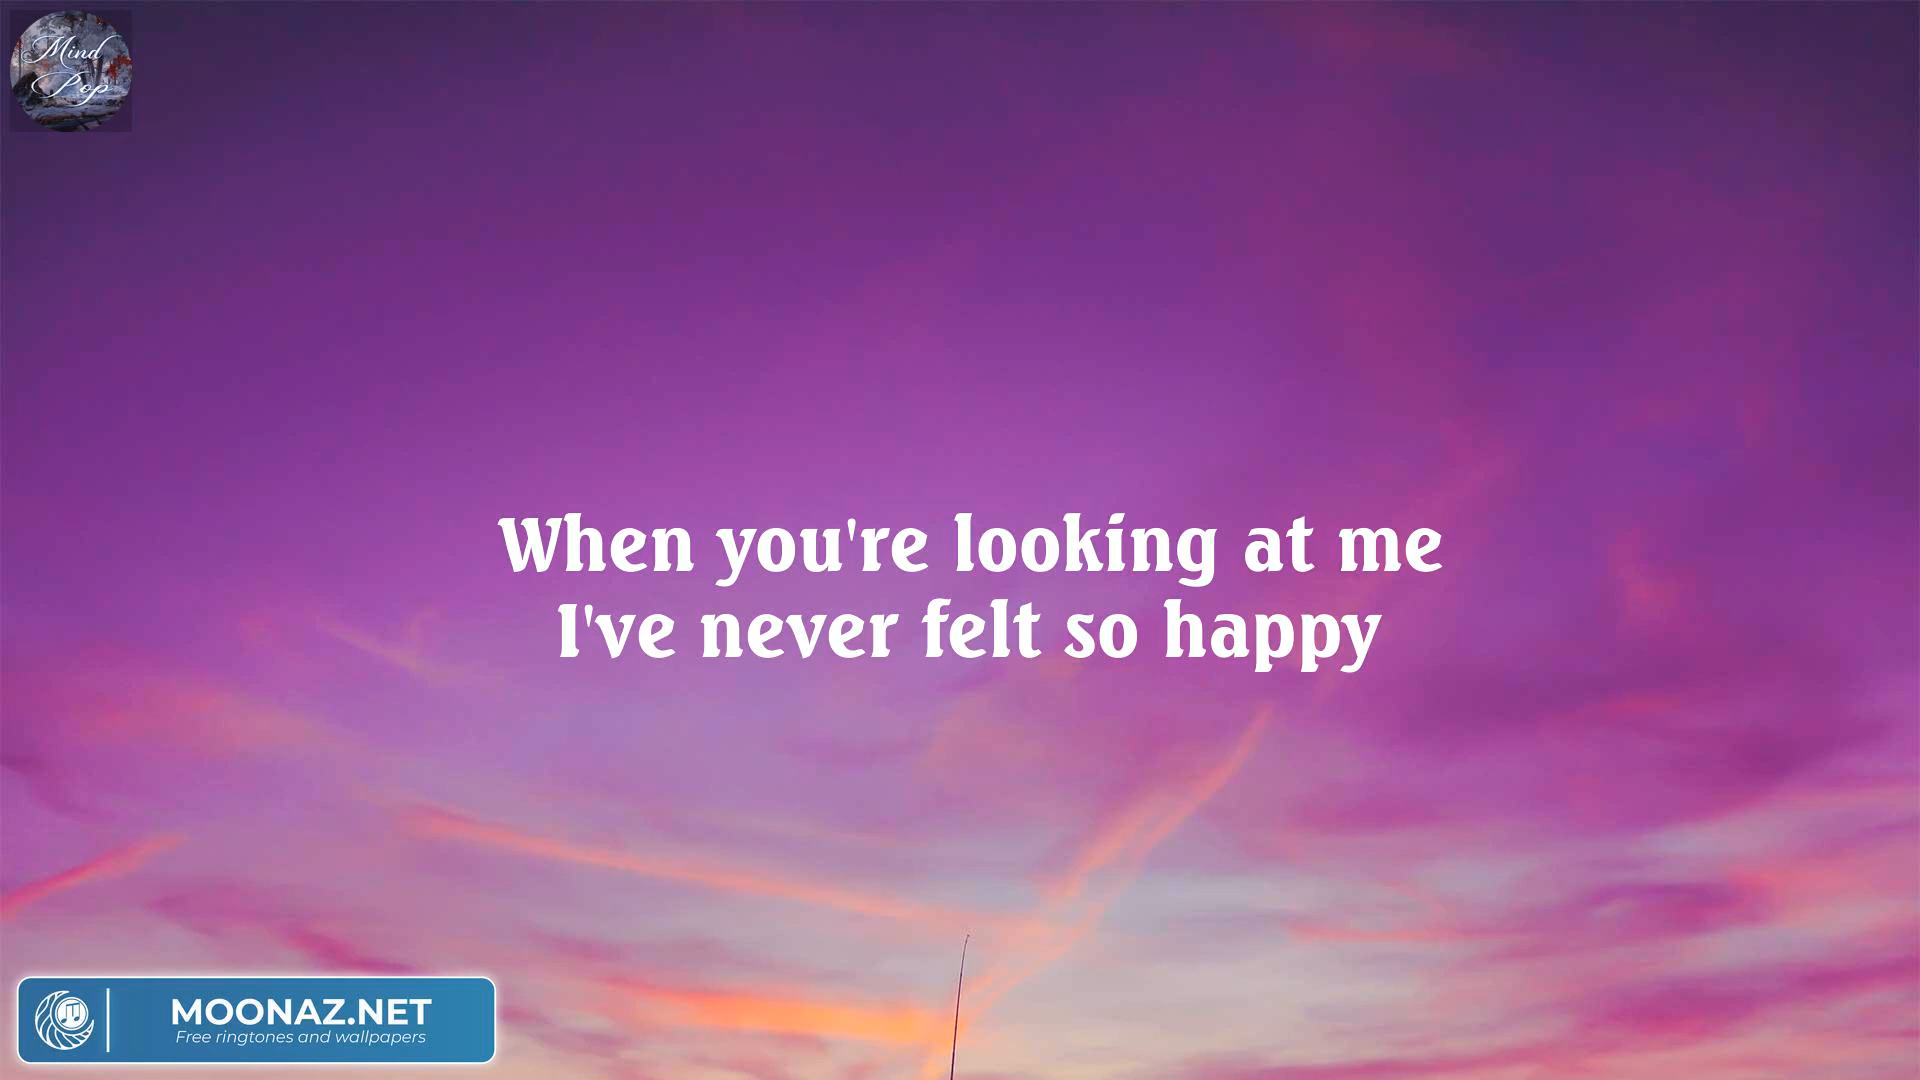 Mind
Pop
When you're looking at me
I've never felt so happy
MOONAZ.NET
Free ringtones and wallpapers